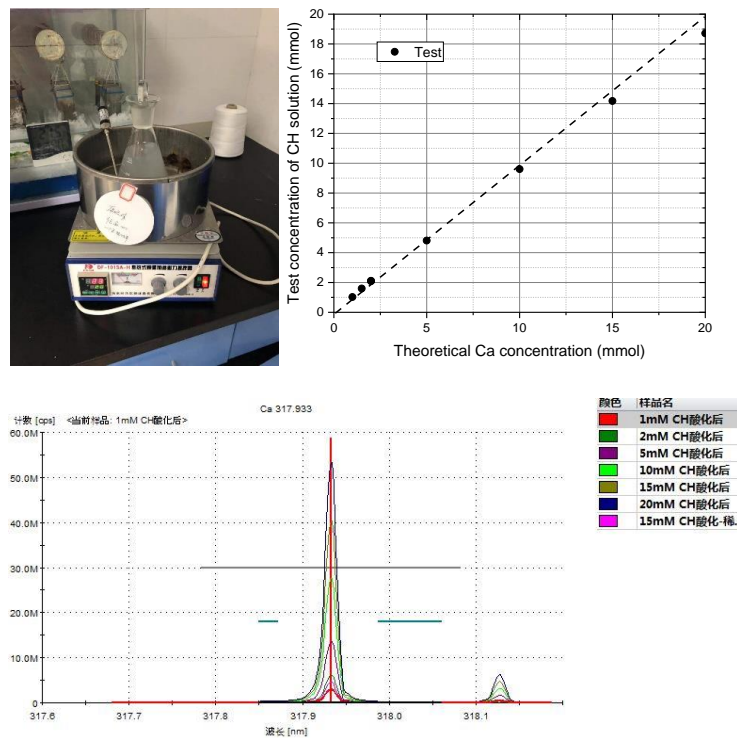 DF-101SA-H 集热式
20
18
16
14
12
10
8
6
4
2
0
Test
Test concentration of CH solution (mmol)
0 5 10 15 20
Theoretical Ca concentration (mmol)
Ca 317.933
计数 [cps] <当前样品: 1mM CH酸化后>
60.0M
50.0M
40.0M
30.0M
20.0M
10.0M
0
317.6 317.7 317.8 317.9 318.0 318.1
波长 [nm]
颜色 样品名
1mM CH酸化后
2mM CH酸化后
5mM CH酸化后
10mM CH酸化后
15mM CH酸化后
20mM CH酸化后
15mM CH酸化-稀..